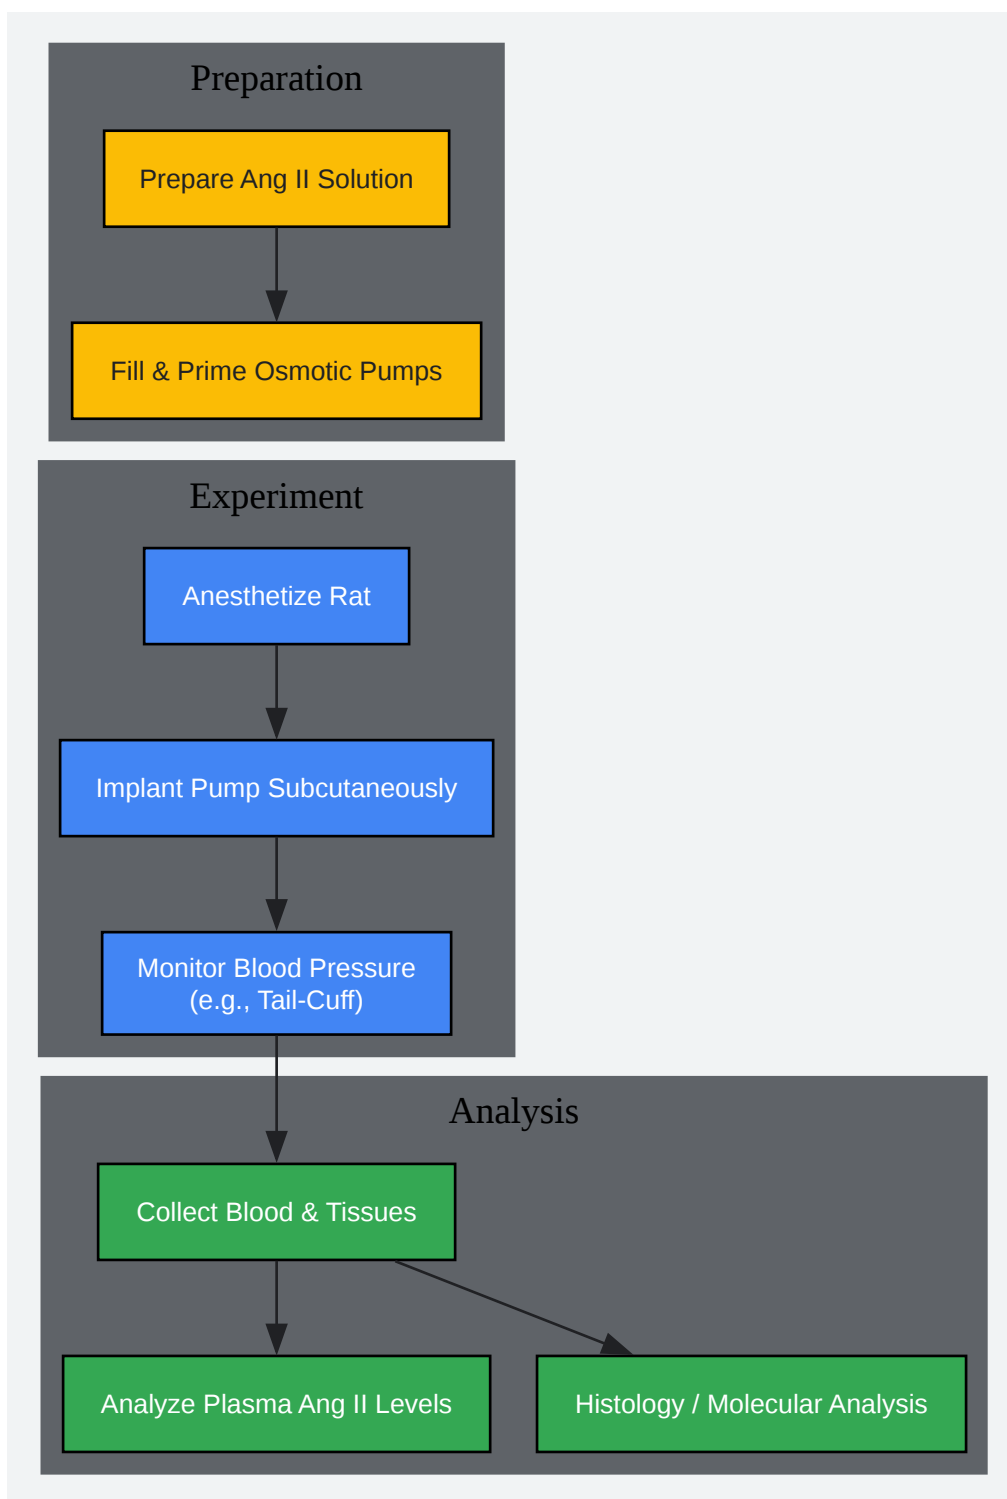 Preparation
Prepare Ang II Solution
Fill & Prime Osmotic Pumps
Experiment
Anesthetize Rat
Implant Pump Subcutaneously
Monitor Blood Pressure
(e.g., Tail-Cuff)
Analysis
Collect Blood & Tissues
Analyze Plasma Ang II Levels
Histology / Molecular Analysis